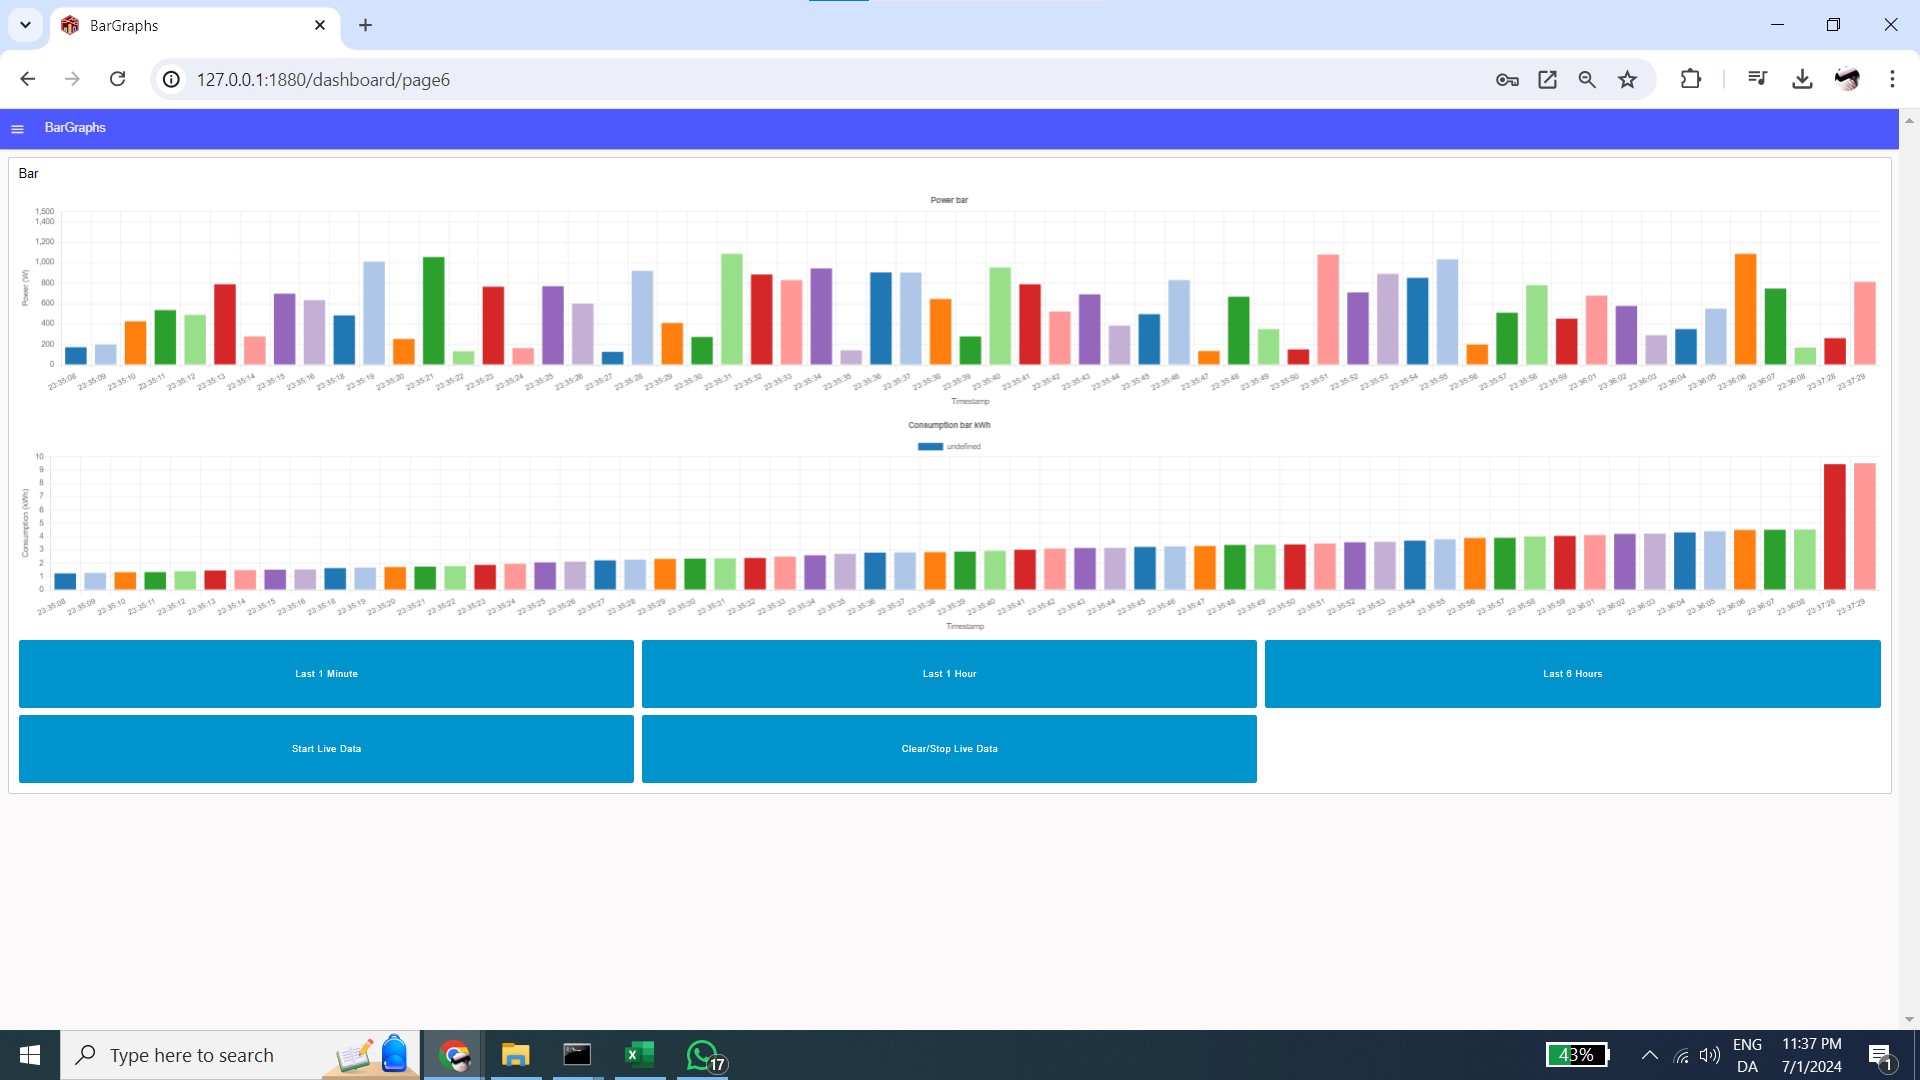 BarGraphs
127.0.0.1:1880/dashboard/page6
BarGraphs
Bar
Power bar
1,500
1,400
1,200
1,000
800
600
400
200
0
Power (W)
23:35:08 23:35:09 23:35:10 23:35:11 23:35:12 23:35:13 23:35:14 23:35:15 23:35:16 23:35:18 23:35:19 23:35:20 23:35:21 23:35:22 23:35:23 23:35:24 23:35:25 23:35:26 23:35:27 23:35:28 23:35:29 23:35:30 23:35:31 23:35:32 23:35:33 23:35:34 23:35:35 23:35:36 23:35:37 23:35:38 23:35:39 23:35:40 23:35:41 23:35:42 23:35:43 23:35:44 23:35:45 23:35:46 23:35:47 23:35:48 23:35:49 23:35:50 23:35:51 23:35:52 23:35:53 23:35:54 23:35:55 23:35:56 23:35:57 23:35:58 23:35:59 23:36:01 23:36:02 23:36:03 23:36:04 23:36:05 23:36:06 23:36:07 23:36:08 23:37:28 23:37:29
Timestamp
Consumption bar kWh
undefined
10
9
8
7
6
5
4
3
2
1
0
Consumption (kWh)
23:35:08 23:35:09 23:35:10 23:35:11 23:35:12 23:35:13 23:35:14 23:35:15 23:35:16 23:35:18 23:35:19 23:35:20 23:35:21 23:35:22 23:35:23 23:35:24 23:35:25 23:35:26 23:35:27 23:35:28 23:35:29 23:35:30 23:35:31 23:35:32 23:35:33 23:35:34 23:35:35 23:35:36 23:35:37 23:35:38 23:35:39 23:35:40 23:35:41 23:35:42 23:35:43 23:35:44 23:35:45 23:35:46 23:35:47 23:35:48 23:35:49 23:35:50 23:35:51 23:35:52 23:35:53 23:35:54 23:35:55 23:35:56 23:35:57 23:35:58 23:35:59 23:36:01 23:36:02 23:36:03 23:36:04 23:36:05 23:36:06 23:36:07 23:36:08 23:37:28 23:37:29
Timestamp
Last 1 Minute
Last 1 Hour
Last 6 Hours
Start Live Data
Clear/Stop Live Data
Type here to search
17
43%
ENG
DA
11:37 PM
7/1/2024
1